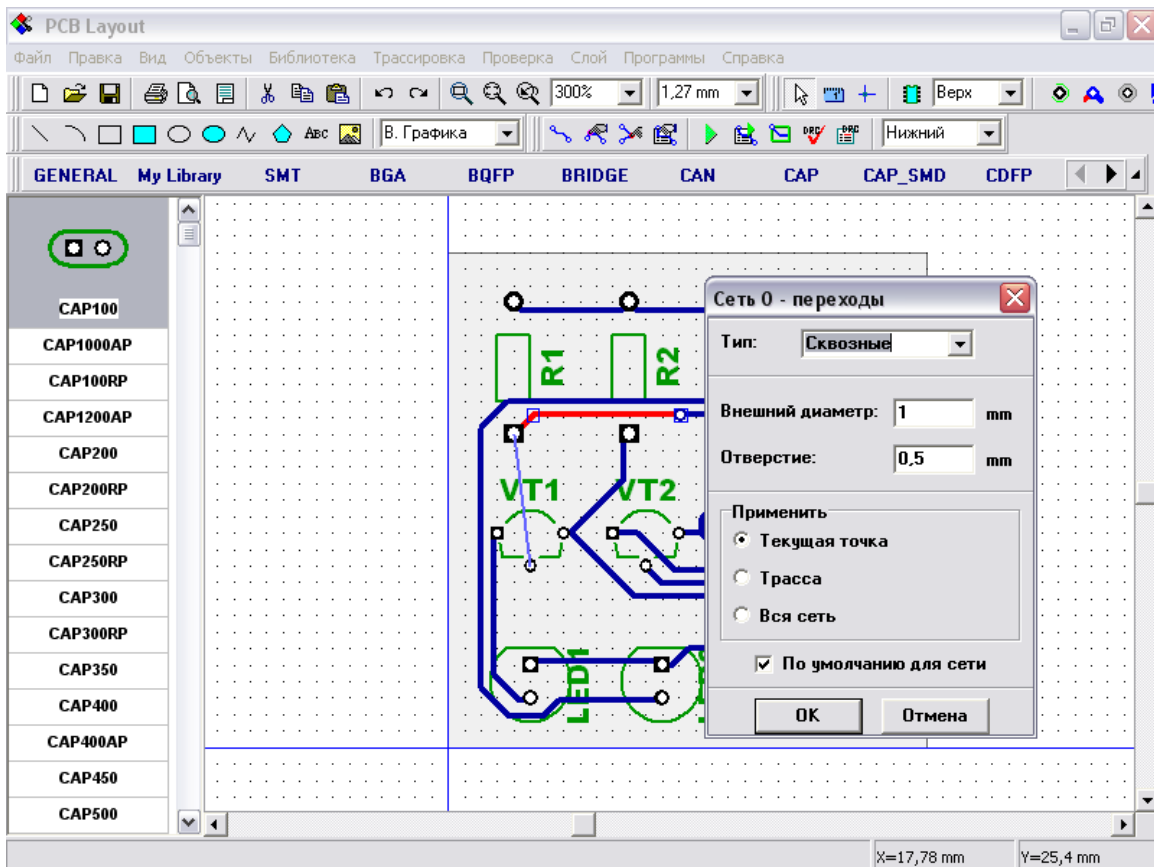 PCB Layout
Файл Правка Вид Объекты Библиотека Трассировка Проверка Слой Программы Справка
300% 1,27 mm Верх
ABC В. Графика DRC DRC Нижний
GENERAL My Library SMT BGA BQFP BRIDGE CAN CAP CAP_SMD CDFP
CAP100
CAP1000AP
CAP100RP
CAP1200AP
CAP200
CAP200RP
CAP250
CAP250RP
CAP300
CAP300RP
CAP350
CAP400
CAP400AP
CAP450
CAP500
R1 R2
VT1 VT2
LED1
Сеть 0 - переходы
Тип: Сквозные
Внешний диаметр: 1 mm
Отверстие: 0,5 mm
Применить
Текущая точка
Трасса
Вся сеть
По умолчанию для сети
OK Отмена
X=17,78 mm Y=25,4 mm